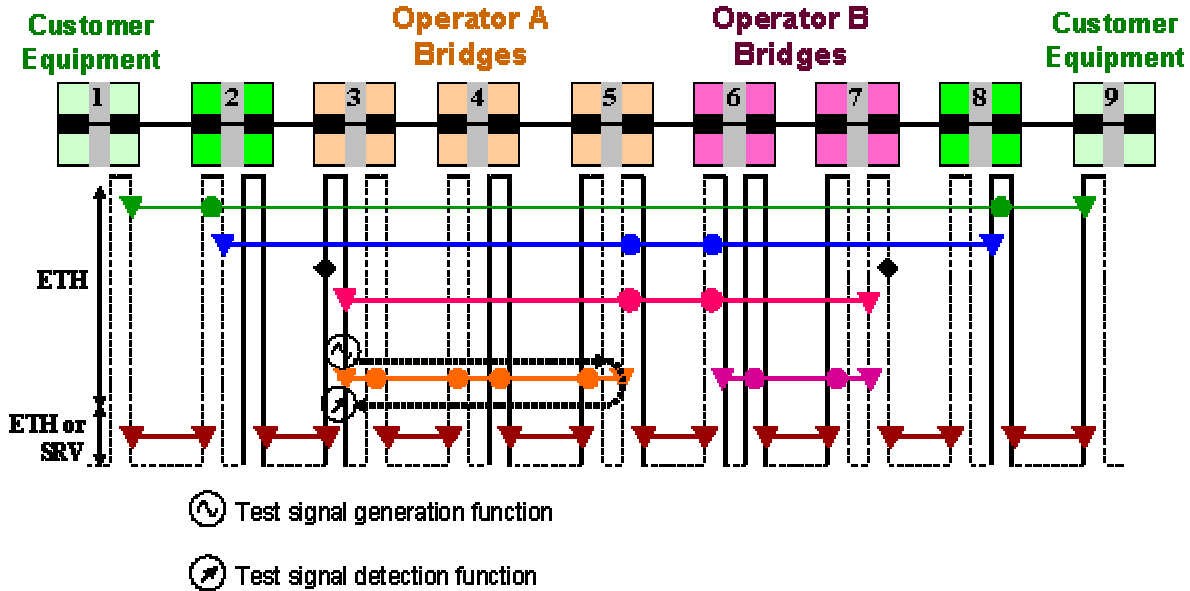 Customer
Equipment
Operator A
Bridges
Operator B
Bridges
Customer
Equipment
1 2 3 4 5 6 7 8 9
ETH
ETH or
SRV
Test signal generation function
Test signal detection function